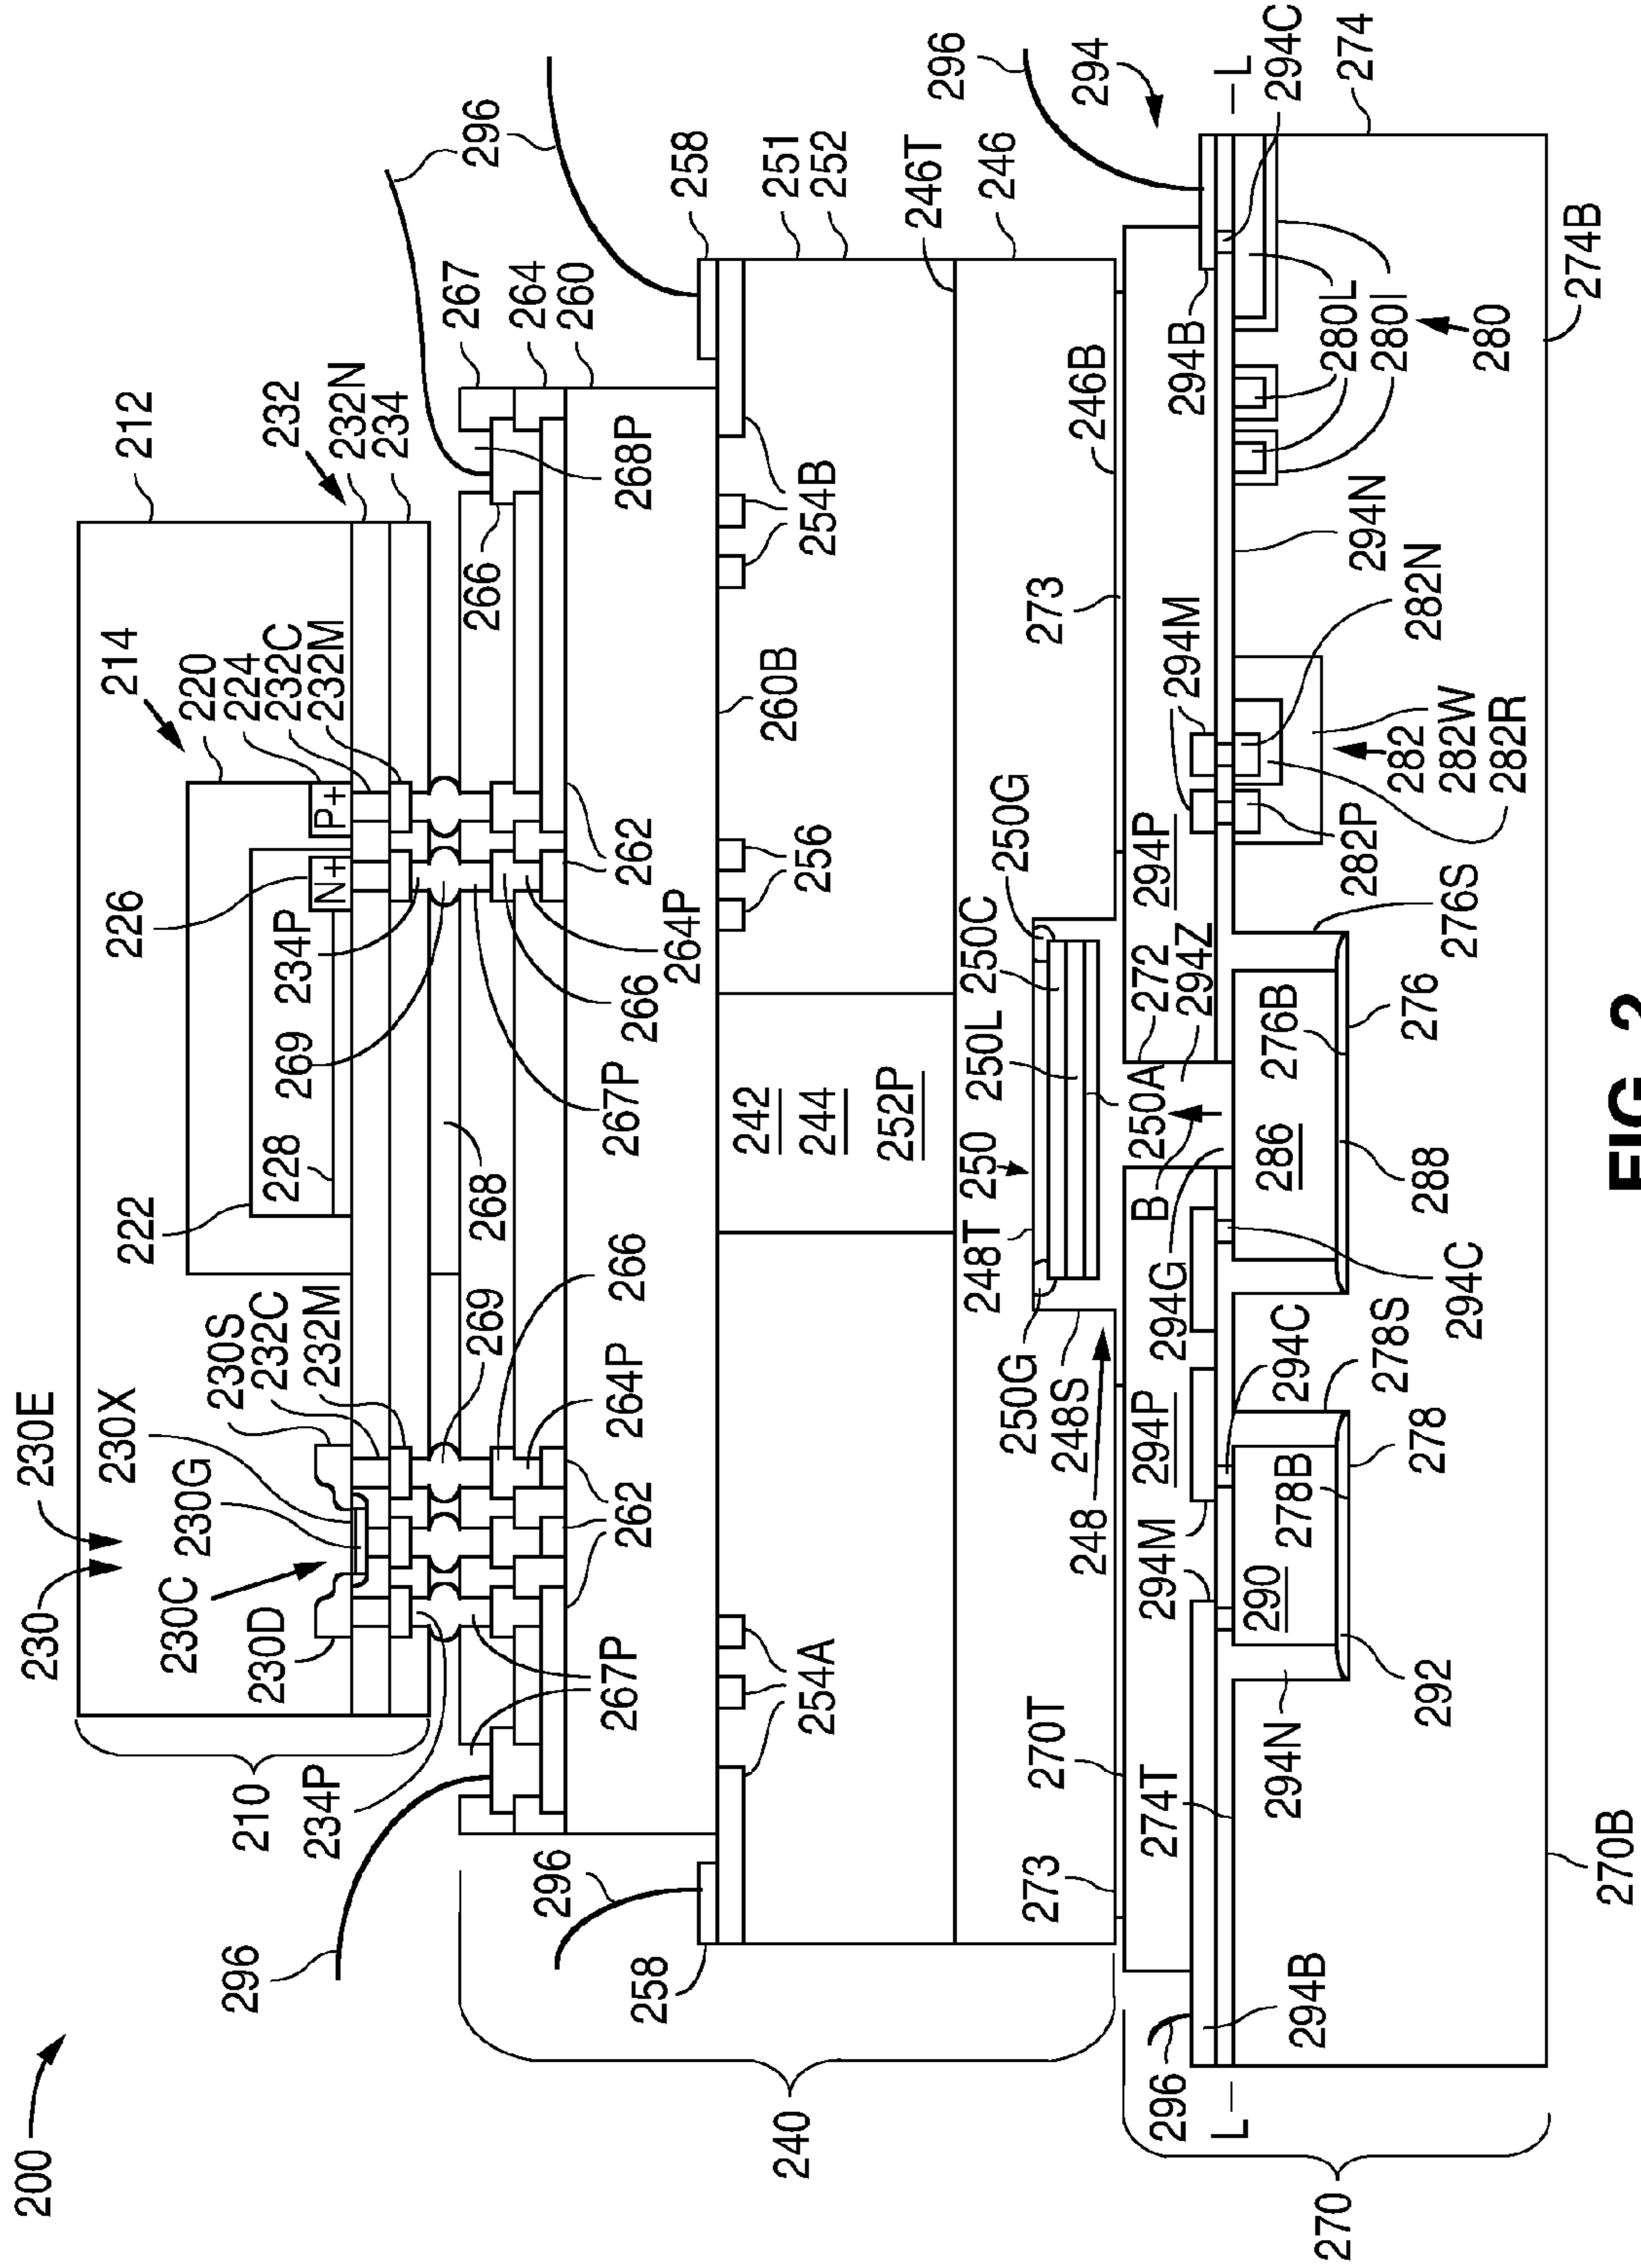 200
230
230E
296
210
230D
230C
230G
230X
222
226
214
212
234P
230S
232C
232M
228
269
234P
220
224
232C
232M
232
232N
234
N+
P+
296
267
264
260
296
258
267P
262
269
264P
266
268
267P
266
264P
262
266
268P
296
258
251
252
240
254A
242
244
252P
256
260B
254B
246T
246
273
270T
248
250G
248S
248T
250
250L
250C
250G
273
246B
296
294
296
L
294B
274T
294M
294P
294G
B
250A
272
294Z
294P
294M
294B
L
294C
274
294N
290
278B
294C
286
276B
282P
282
282W
282R
282N
294N
280L
280I
280
270
270B
292
278
278S
294C
288
276
276S
274B
FIG. 2